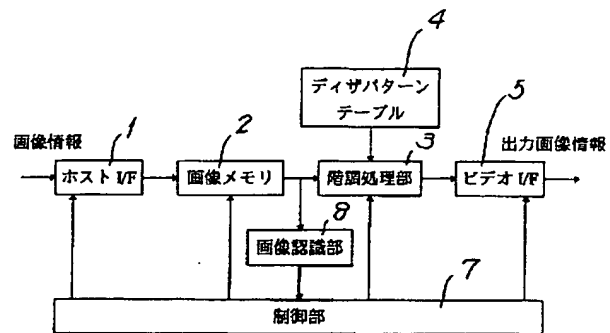 4
ディザパターン
テーブル
画像情報
1
ホスト I/F
2
画像メモリ
3
階調処理部
5
ビデオ I/F
出力画像情報
8
画像認識部
7
制御部